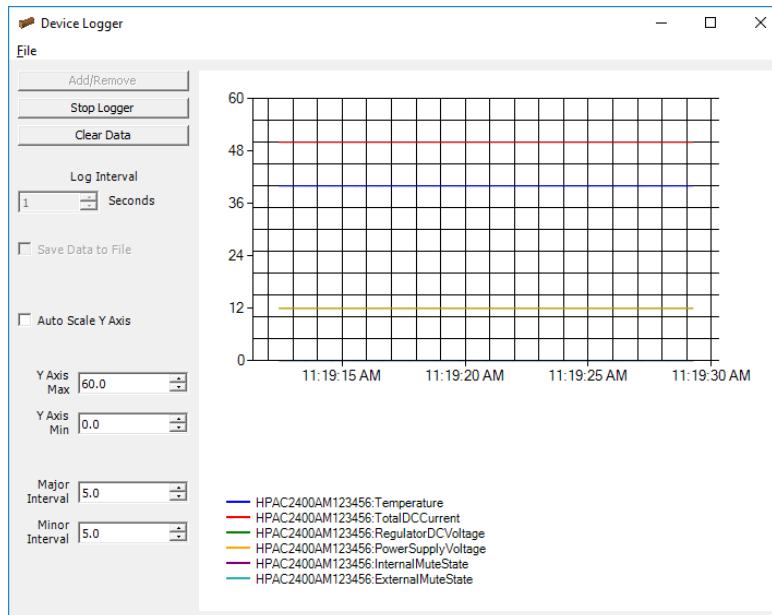 Device Logger
File
Add/Remove
Stop Logger
Clear Data
Log Interval
1 Seconds
Save Data to File
Auto Scale Y Axis
Y Axis
Max 60.0
Y Axis
Min 0.0
Major
Interval 5.0
Minor
Interval 5.0
60
48
36
24
12
0
11:19:15 AM 11:19:20 AM 11:19:25 AM 11:19:30 AM
HPAC2400AM123456:Temperature
HPAC2400AM123456:TotalDCCurrent
HPAC2400AM123456:RegulatorDCVoltage
HPAC2400AM123456:PowerSupplyVoltage
HPAC2400AM123456:InternalMuteState
HPAC2400AM123456:ExternalMuteState